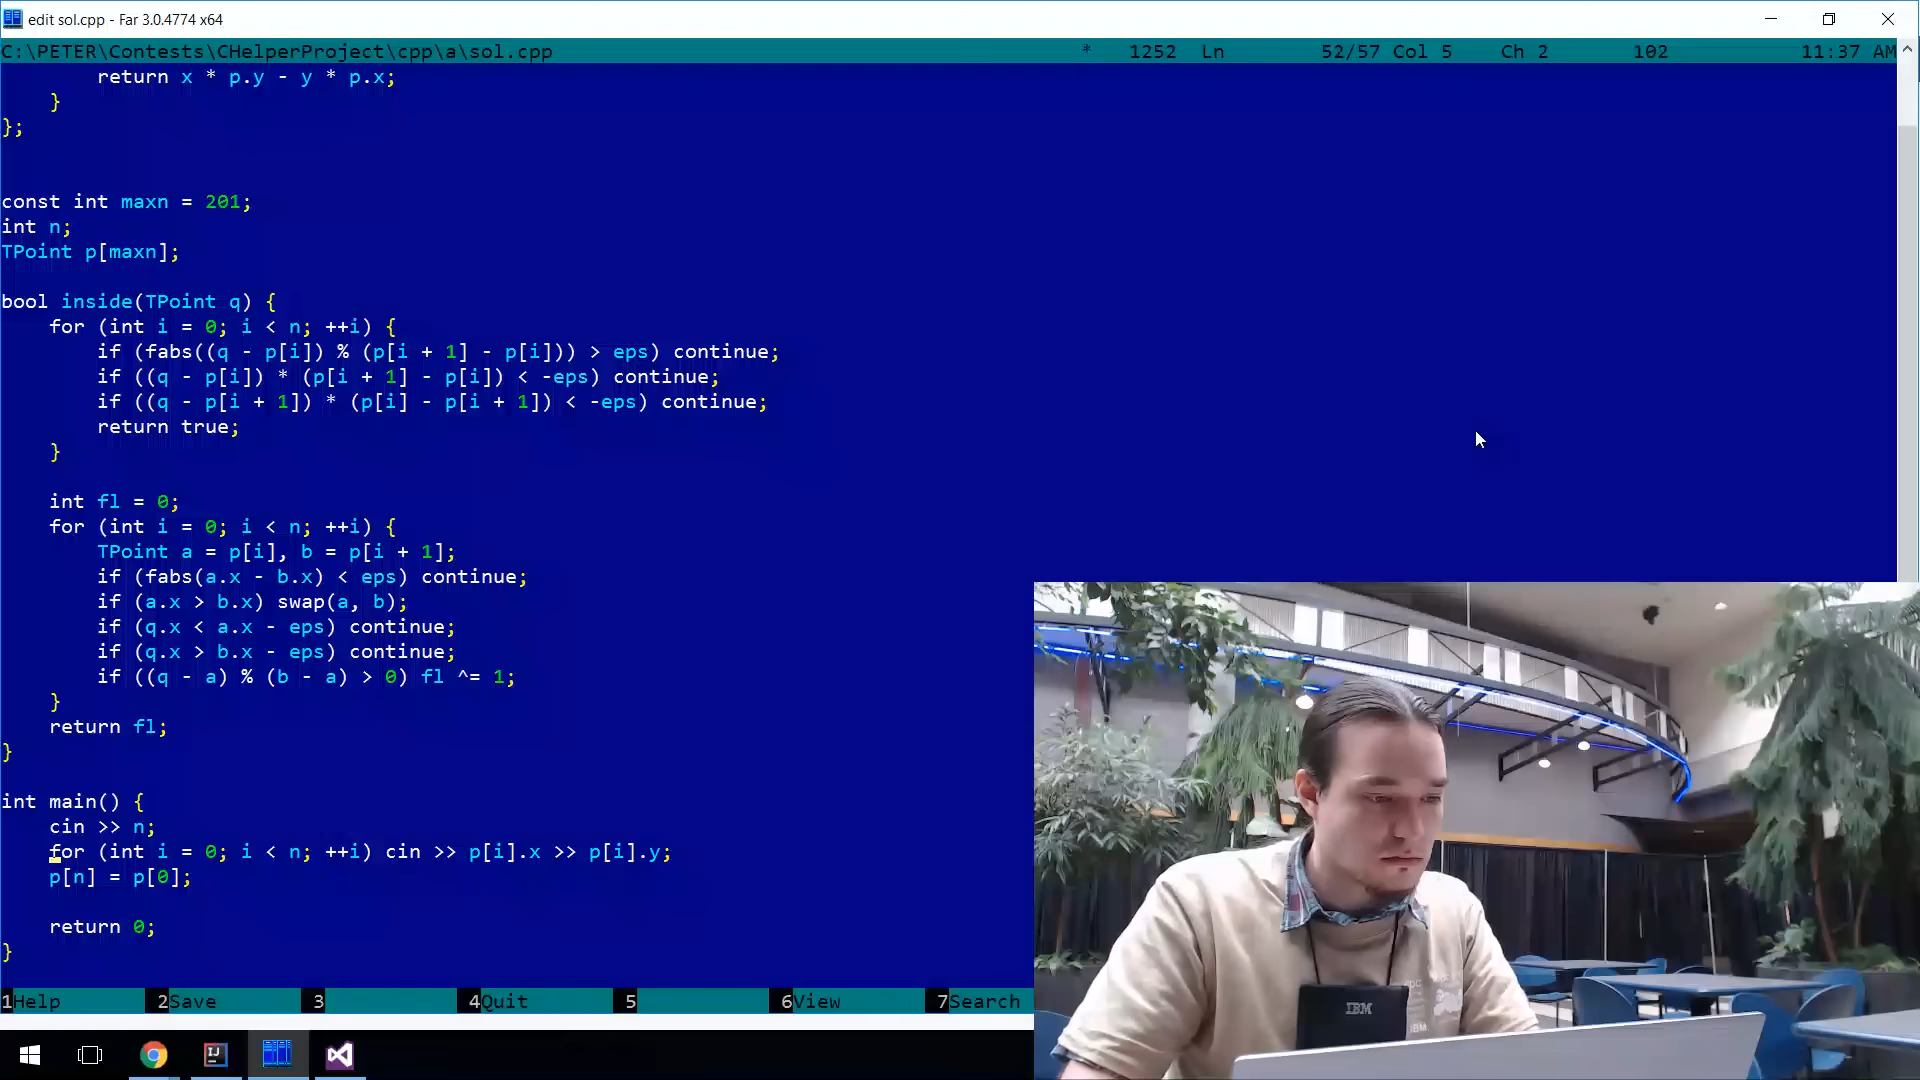 edit sol.cpp - Far 3.0.4774 x64
C:\PETER\Contests\CHelperProject\cpp\a\sol.cpp * 1252 Ln 52/57 Col 5 Ch 2 102 11:37 AM
        return x * p.y - y * p.x;
    }
};
const int maxn = 201;
int n;
TPoint p[maxn];
bool inside(TPoint q) {
    for (int i = 0; i < n; ++i) {
        if (fabs((q - p[i]) % (p[i + 1] - p[i])) > eps) continue;
        if ((q - p[i]) * (p[i + 1] - p[i]) < -eps) continue;
        if ((q - p[i + 1]) * (p[i] - p[i + 1]) < -eps) continue;
        return true;
    }
    int fl = 0;
    for (int i = 0; i < n; ++i) {
        TPoint a = p[i], b = p[i + 1];
        if (fabs(a.x - b.x) < eps) continue;
        if (a.x > b.x) swap(a, b);
        if (q.x < a.x - eps) continue;
        if (q.x > b.x - eps) continue;
        if ((q - a) % (b - a) > 0) fl ^= 1;
    }
    return fl;
}
int main() {
    cin >> n;
    for (int i = 0; i < n; ++i) cin >> p[i].x >> p[i].y;
    p[n] = p[0];
    return 0;
}
1Help 2Save 3 4Quit 5 6View 7Search
IJ
IBM
IBM